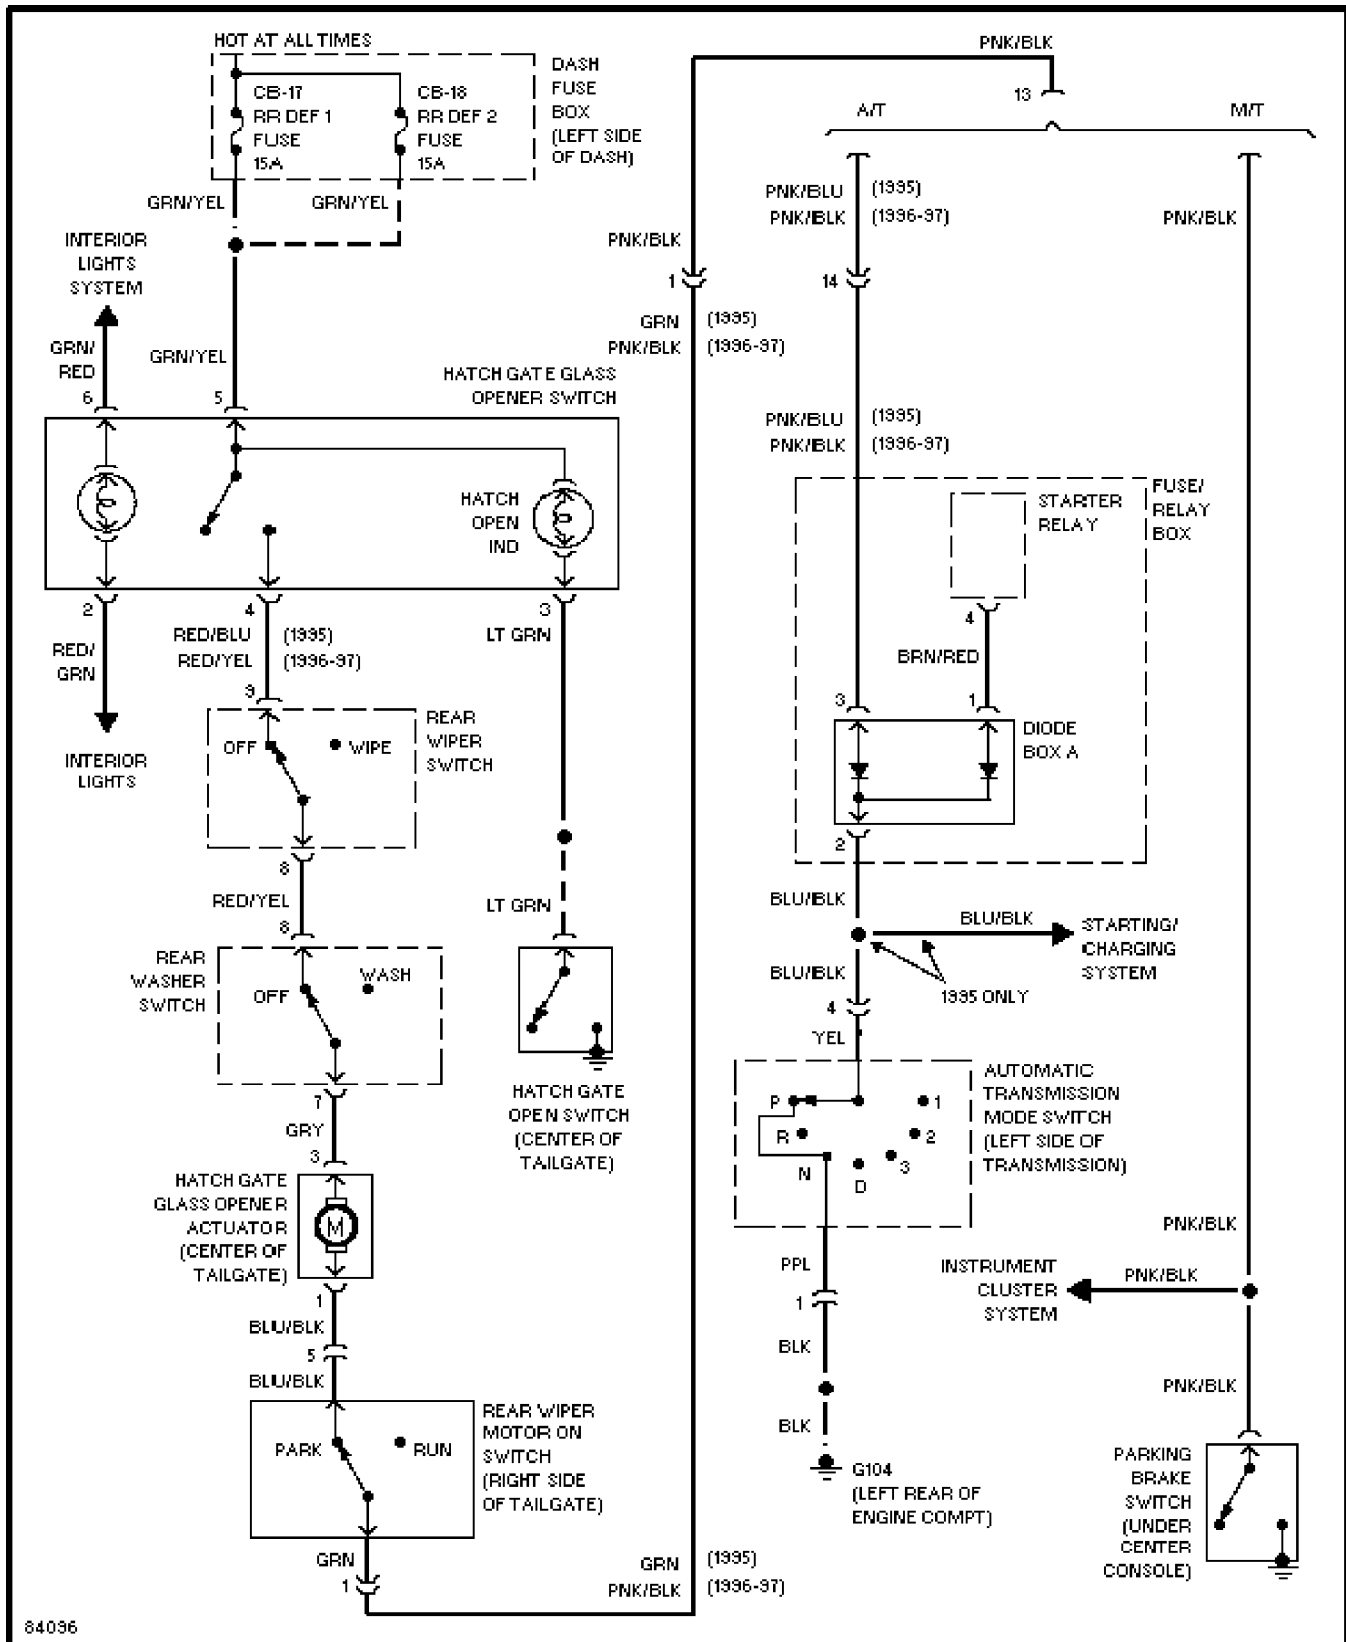 HOT AT ALL TIMES
CB-17
RR DEF 1
FUSE
15A
CB-18
RR DEF 2
FUSE
15A
DASH
FUSE
BOX
(LEFT SIDE
OF DASH)
GRN/YEL
GRN/YEL
INTERIOR
LIGHTS
SYSTEM
GRN/
RED
6
GRN/YEL
5
HATCH GATE GLASS
OPENER SWITCH
HATCH
OPEN
IND
2
4
3
RED/
GRN
INTERIOR
LIGHTS
RED/BLU (1995)
RED/YEL (1996-97)
9
LT GRN
OFF
WIPE
REAR
WIPER
SWITCH
8
RED/YEL
8
LT GRN
REAR
WASHER
SWITCH
OFF
WASH
7
GRY
3
HATCH GATE
OPEN SWITCH
(CENTER OF
TAILGATE)
HATCH GATE
GLASS OPENER
ACTUATOR
(CENTER OF
TAILGATE)
M
1
BLU/BLK
5
BLU/BLK
PARK
RUN
REAR WIPER
MOTOR ON
SWITCH
(RIGHT SIDE
OF TAILGATE)
GRN
1
GRN (1995)
PNK/BLK (1996-97)
PNK/BLK
1
GRN (1995)
PNK/BLK (1996-97)
PNK/BLK
13
A/T
M/T
PNK/BLU (1995)
PNK/BLK (1996-97)
PNK/BLK
14
PNK/BLU (1995)
PNK/BLK (1996-97)
STARTER
RELAY
FUSE/
RELAY
BOX
4
BRN/RED
3
1
DIODE
BOX A
2
BLU/BLK
BLU/BLK
STARTING/
CHARGING
SYSTEM
1995 ONLY
BLU/BLK
4
YEL
P
R
N
D
3
2
1
AUTOMATIC
TRANSMISSION
MODE SWITCH
(LEFT SIDE OF
TRANSMISSION)
PPL
1
BLK
BLK
G104
(LEFT REAR OF
ENGINE COMPT)
PNK/BLK
INSTRUMENT
CLUSTER
SYSTEM
PNK/BLK
PNK/BLK
PARKING
BRAKE
SWITCH
(UNDER
CENTER
CONSOLE)
84096